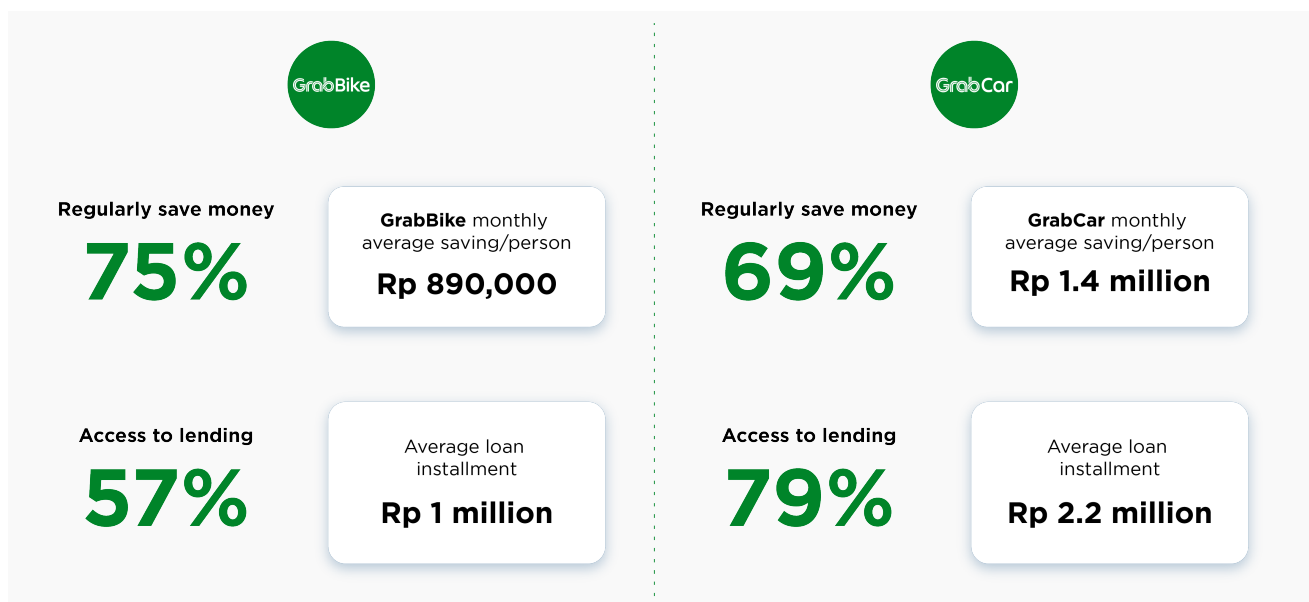 GrabBike
Regularly save money
75%
GrabBike monthly
average saving/person
Rp 890,000
Access to lending
57%
Average loan
installment
Rp 1 million
GrabCar
Regularly save money
69%
GrabCar monthly
average saving/person
Rp 1.4 million
Access to lending
79%
Average loan
installment
Rp 2.2 million